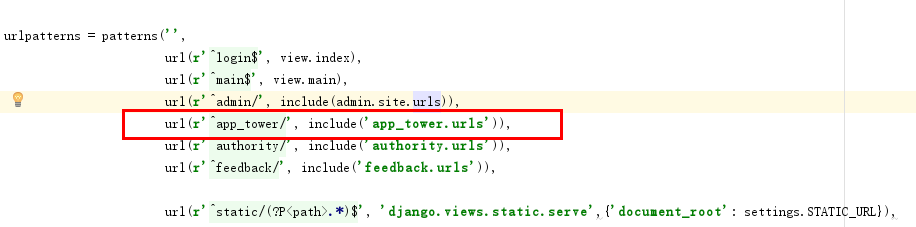 urlpatterns = patterns('',
url(r'^login$', view.index),
url(r'^main$', view.main),
url(r'^admin/', include(admin.site.urls)),
url(r'^app_tower/', include('app_tower.urls')),
url(r'^authority/', include('authority.urls')),
url(r'^feedback/', include('feedback.urls')),
url(r'^static/(?P<path>.*)$', 'django.views.static.serve',{'document_root': settings.STATIC_URL}),